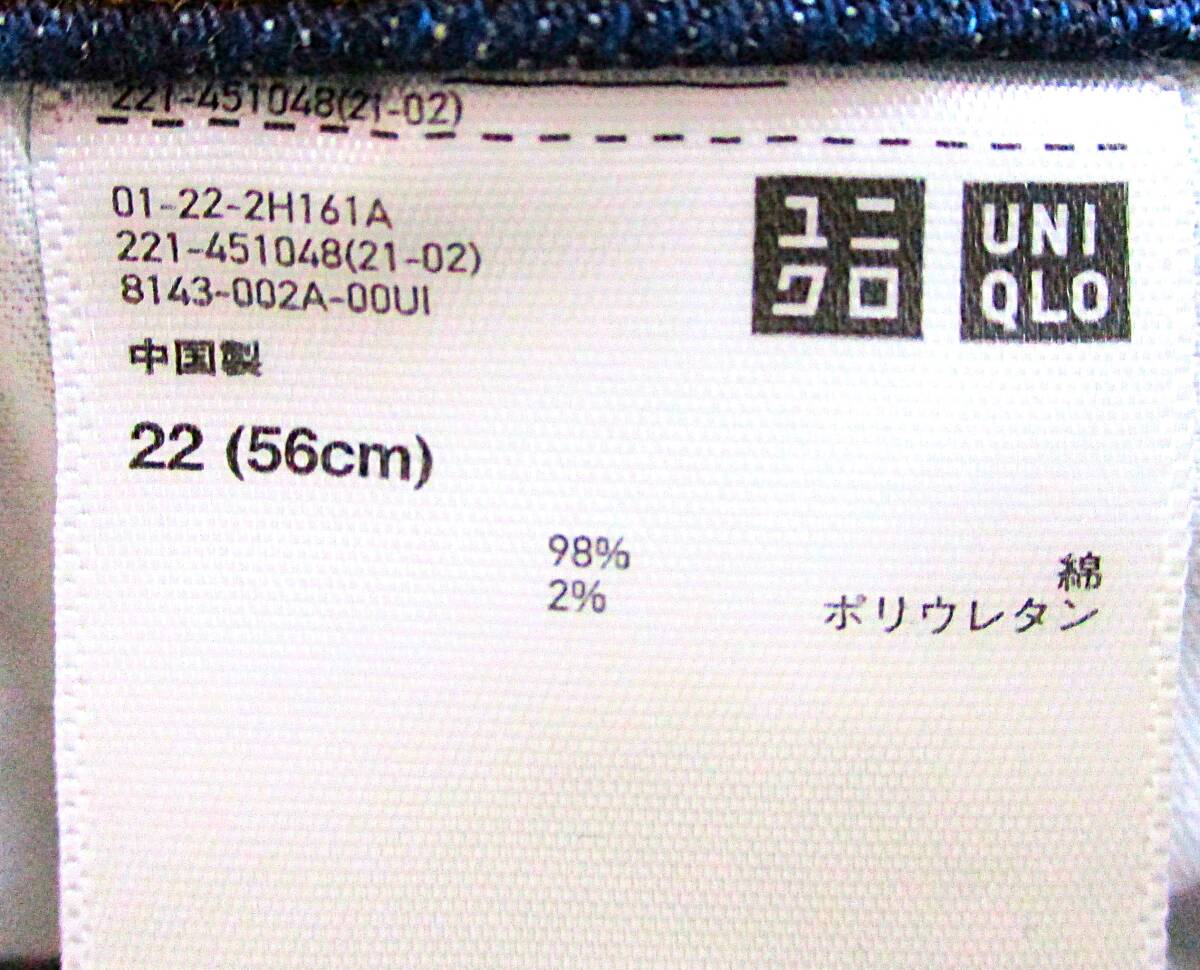 221-451048(21-02)
01-22-2H161A
221-451048(21-02)
8143-002A-00UI
中国製
22 (56cm)
ユニ
クロ
UNI
QLO
98% 綿
2% ポリウレタン